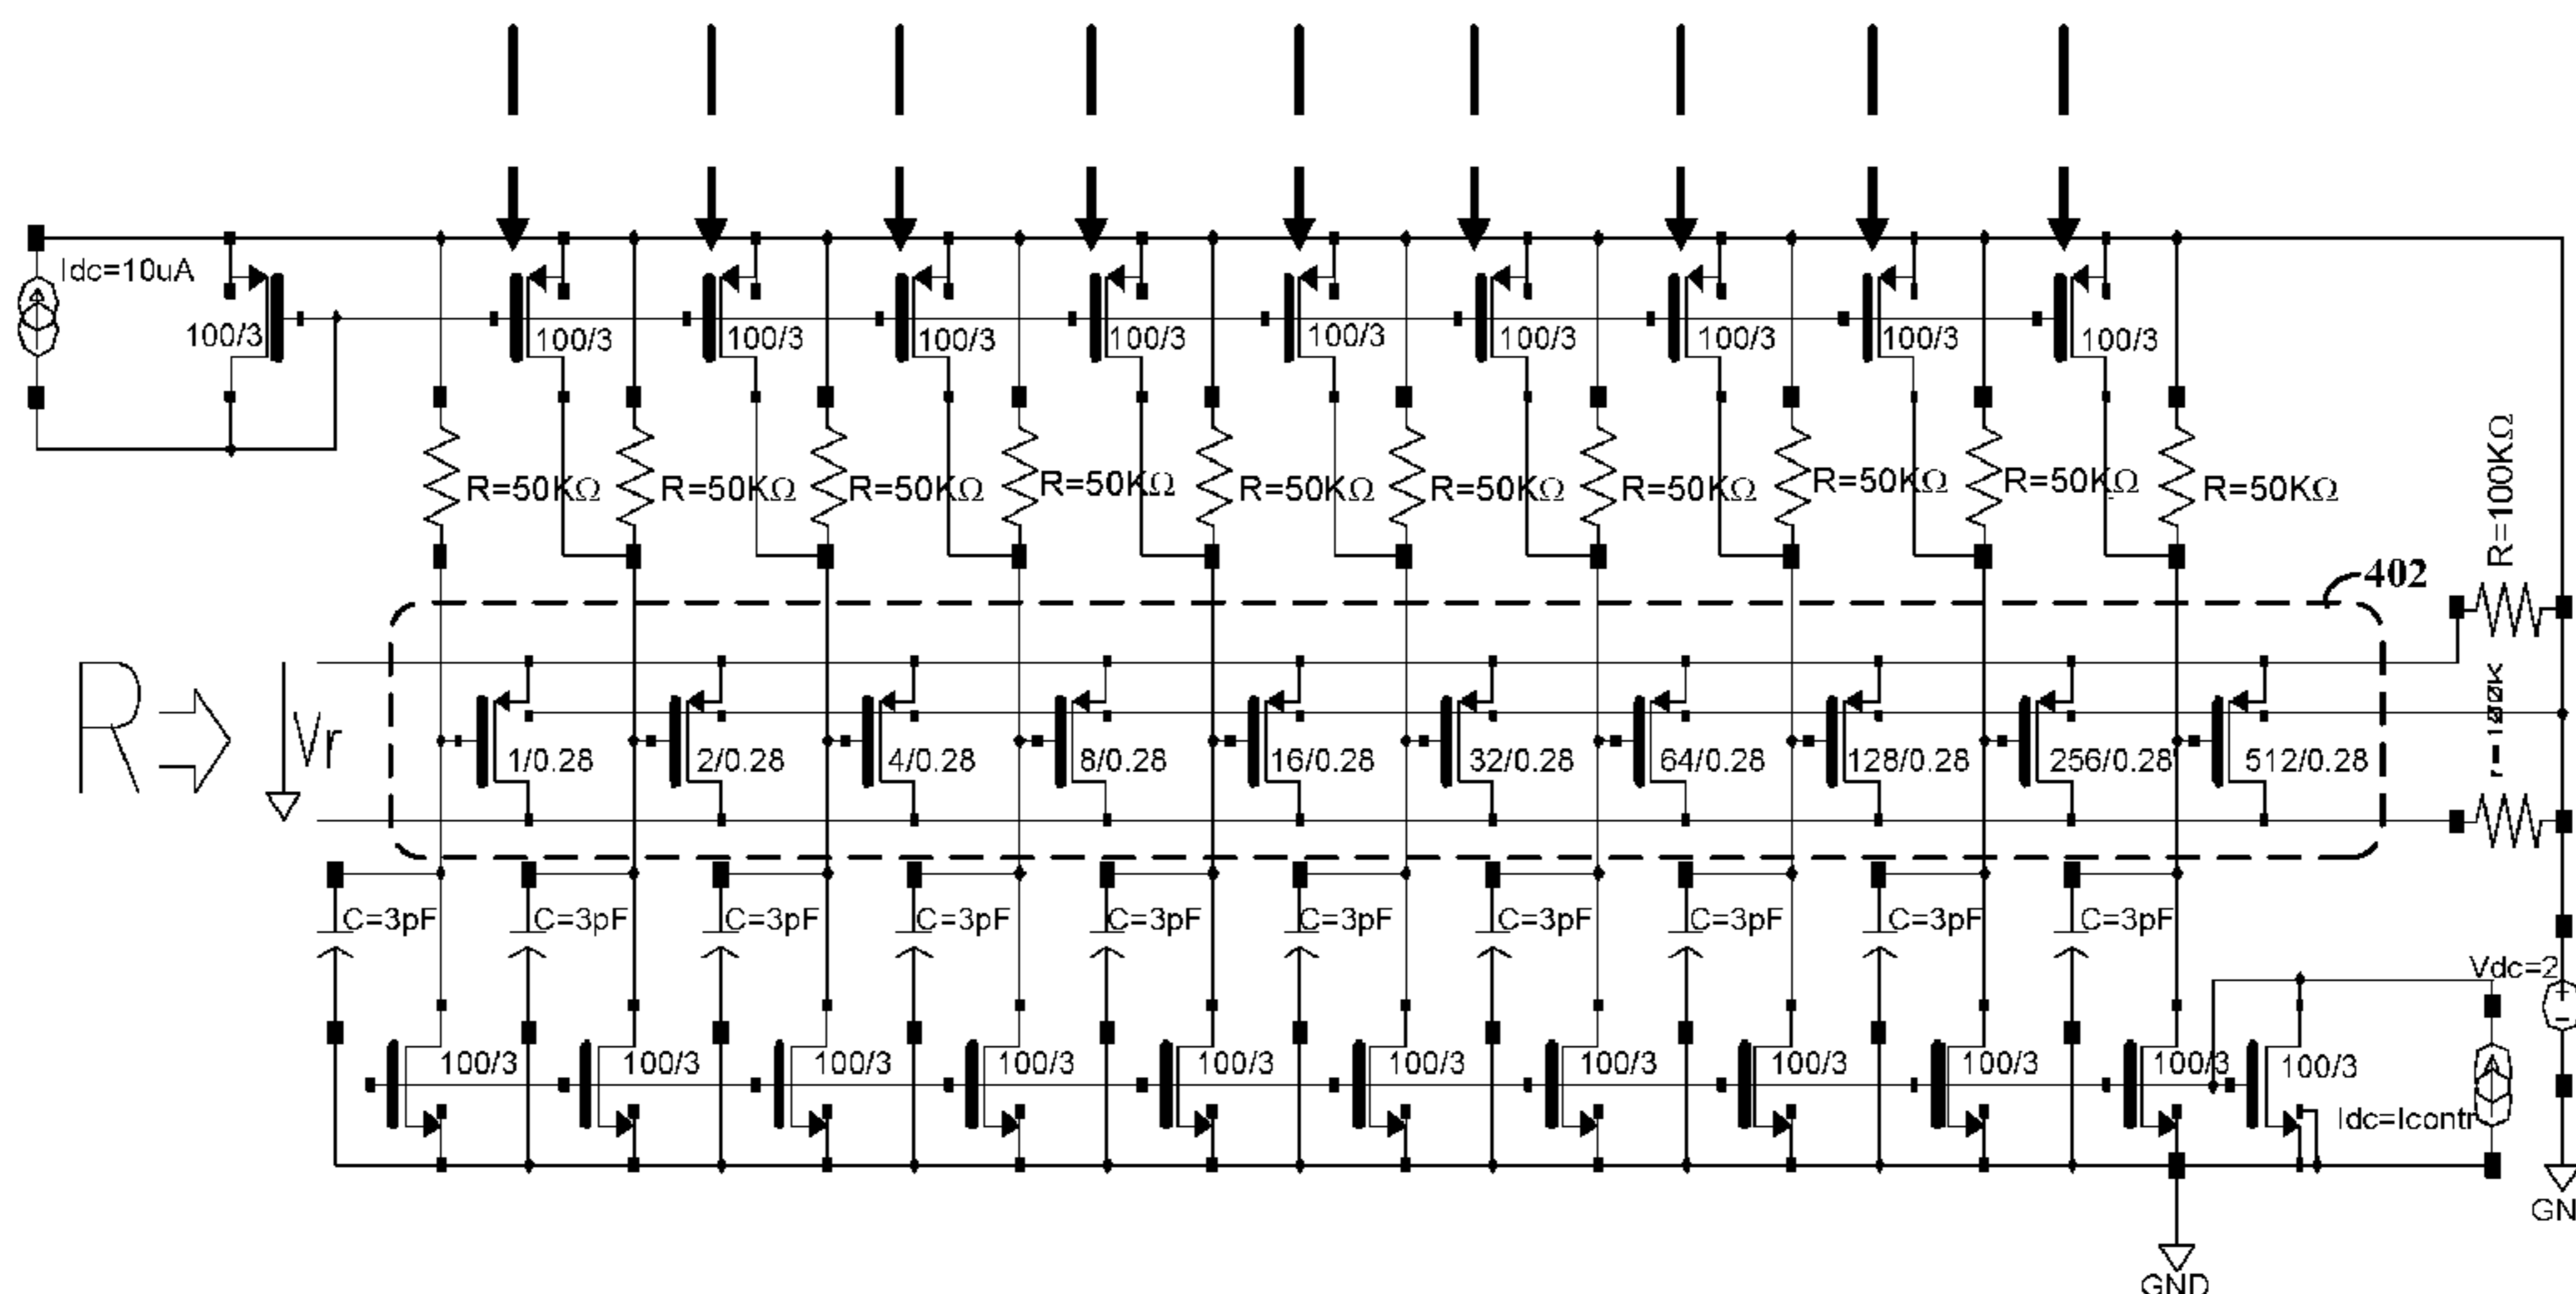 Idc=10uA
100/3 100/3 100/3 100/3 100/3 100/3 100/3 100/3 100/3 100/3
R=50KΩ R=50KΩ R=50KΩ R=50KΩ R=50KΩ R=50KΩ R=50KΩ R=50KΩ R=50KΩ R=50KΩ
R=100KΩ
402
R Vr
r=100K
1/0.28 2/0.28 4/0.28 8/0.28 16/0.28 32/0.28 64/0.28 128/0.28 256/0.28 512/0.28
C=3pF C=3pF C=3pF C=3pF C=3pF C=3pF C=3pF C=3pF C=3pF C=3pF
Vdc=2
100/3 100/3 100/3 100/3 100/3 100/3 100/3 100/3 100/3 100/3 100/3
Idc=Icontr
GN
GND